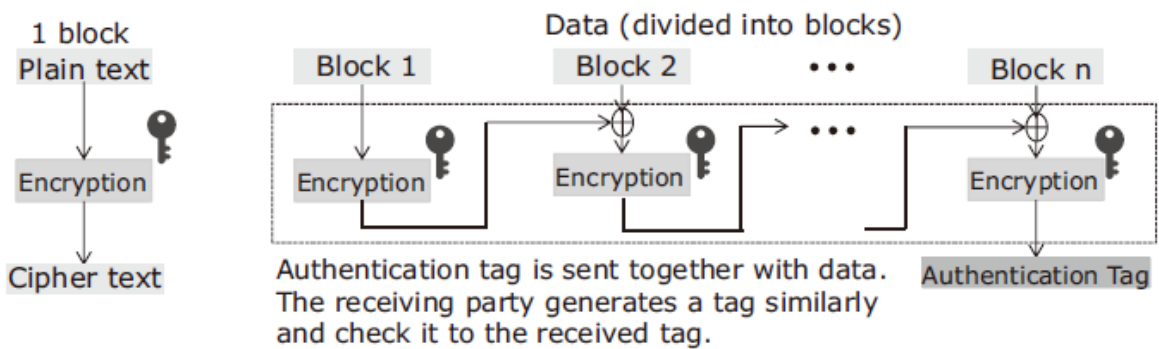 1 block
Plain text
Encryption
Cipher text
Data (divided into blocks)
Block 1
Block 2
•••
Block n
•••
Encryption
Encryption
Encryption
Authentication tag is sent together with data.
The receiving party generates a tag similarly
and check it to the received tag.
Authentication Tag